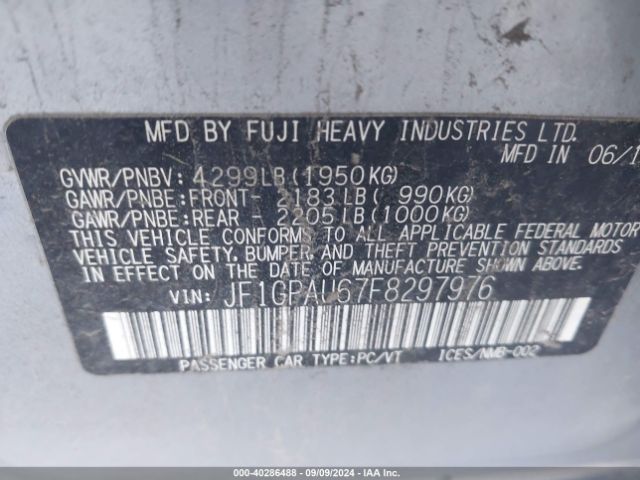 MFD BY FUJI HEAVY INDUSTRIES LTD.
MFD IN 06/1
GVWR/PNBV: 4299LB(1950KG)
GAWR/PNBE:FRONT- 2183LB( 990KG)
GAWR/PNBE:REAR - 2205LB(1000KG)
THIS VEHICLE CONFORMS TO ALL APPLICABLE FEDERAL MOTOR
VEHICLE SAFETY, BUMPER, AND THEFT PREVENTION STANDARDS
IN EFFECT ON THE DATE OF MANUFACTURE SHOWN ABOVE.
VIN: JF1GPAU67F8297976
PASSENGER CAR TYPE:PC/VT ICES/NMB-002
000-40286488 - 09/09/2024 - IAA Inc.